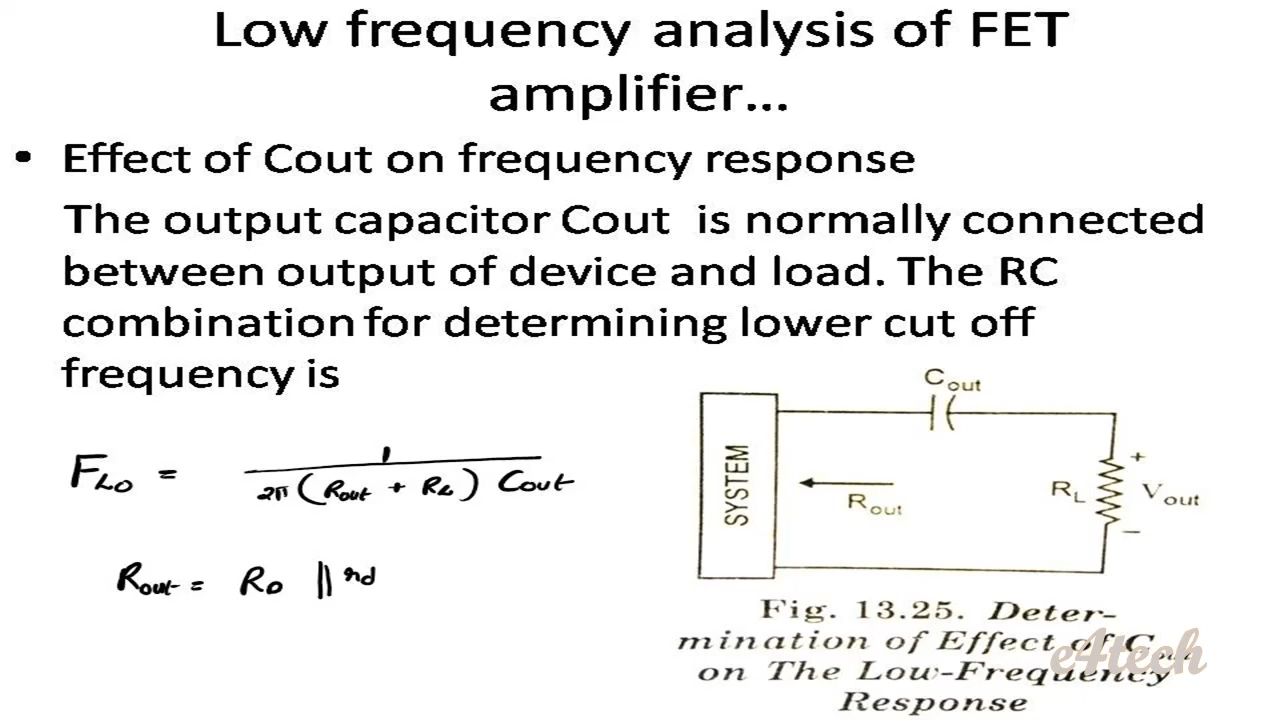 Low frequency analysis of FET
amplifier...
• Effect of Cout on frequency response
The output capacitor Cout is normally connected
between output of device and load. The RC
combination for determining lower cut off
frequency is
F_LO = 1 / 2π (Rout + RL) Cout
Rout = RD || rd
Cout
SYSTEM
Rout
RL
+
Vout
−
Fig. 13.25. Deter-
mination of Effect of Cout
on The Low-Frequency
Response
e4tech